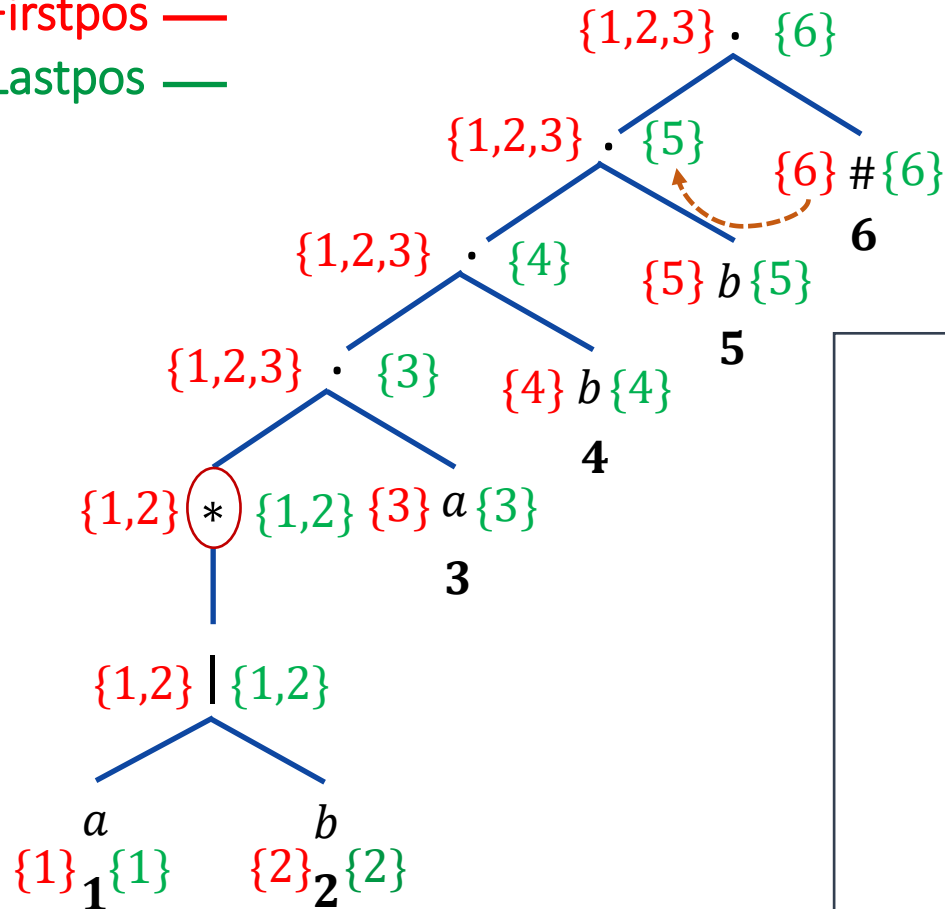 Firstpos
Lastpos
{1,2,3} . {6}
{1,2,3} . {5}
{6} # {6}
6
{1,2,3} . {4}
{5} b {5}
5
{1,2,3} . {3}
{4} b {4}
4
{1,2} * {1,2}
{3} a {3}
3
{1,2} | {1,2}
a
{1} 1 {1}
b
{2} 2 {2}